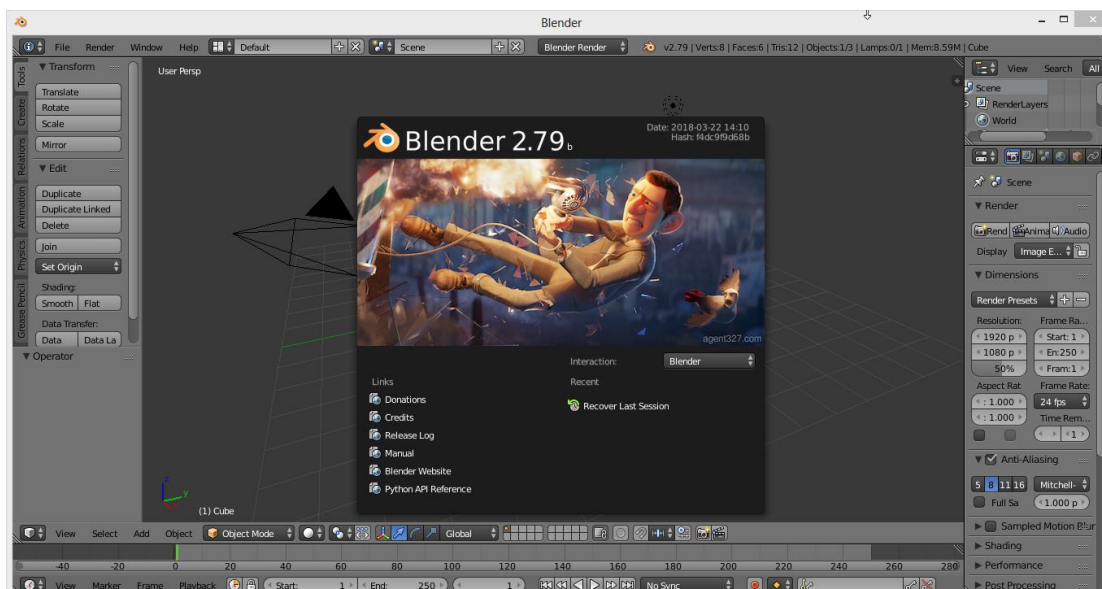 Blender
File Render Window Help Default Scene Blender Render v2.79 | Verts:8 | Faces:6 | Tris:12 | Objects:1/3 | Lamps:0/1 | Mem:8.59M | Cube
Tools
Create
Relations
Animation
Physics
Grease Pencil
Transform
Translate
Rotate
Scale
Mirror
Edit
Duplicate
Duplicate Linked
Delete
Join
Set Origin
Shading:
Smooth Flat
Data Transfer:
Data Data La
Operator
User Persp
Blender 2.79 b
Date: 2018-03-22 14:10
Hash: f4dc9f9d68b
agent327.com
Interaction: Blender
Links
Donations
Credits
Release Log
Manual
Blender Website
Python API Reference
Recent
Recover Last Session
z
y
(1) Cube
View Select Add Object Object Mode Global
-40 -20 0 20 40 60 80 100 120 140 160 180 200 220 240 260 280
View Marker Frame Playback Start: 1 End: 250 1 No Sync
View Search All
Scene
RenderLayers
World
Scene
Render
Rend Anima Audio
Display Image E...
Dimensions
Render Presets
Resolution: Frame Ra...
1920 p Start: 1
1080 p En:250
50% Fram:1
Aspect Rat Frame Rate:
: 1.000 24 fps
: 1.000 Time Rem...
1
Anti-Aliasing
5 8 11 16 Mitchell-
Full Sa 1.000 p
Sampled Motion Blur
Shading
Performance
Post Processing